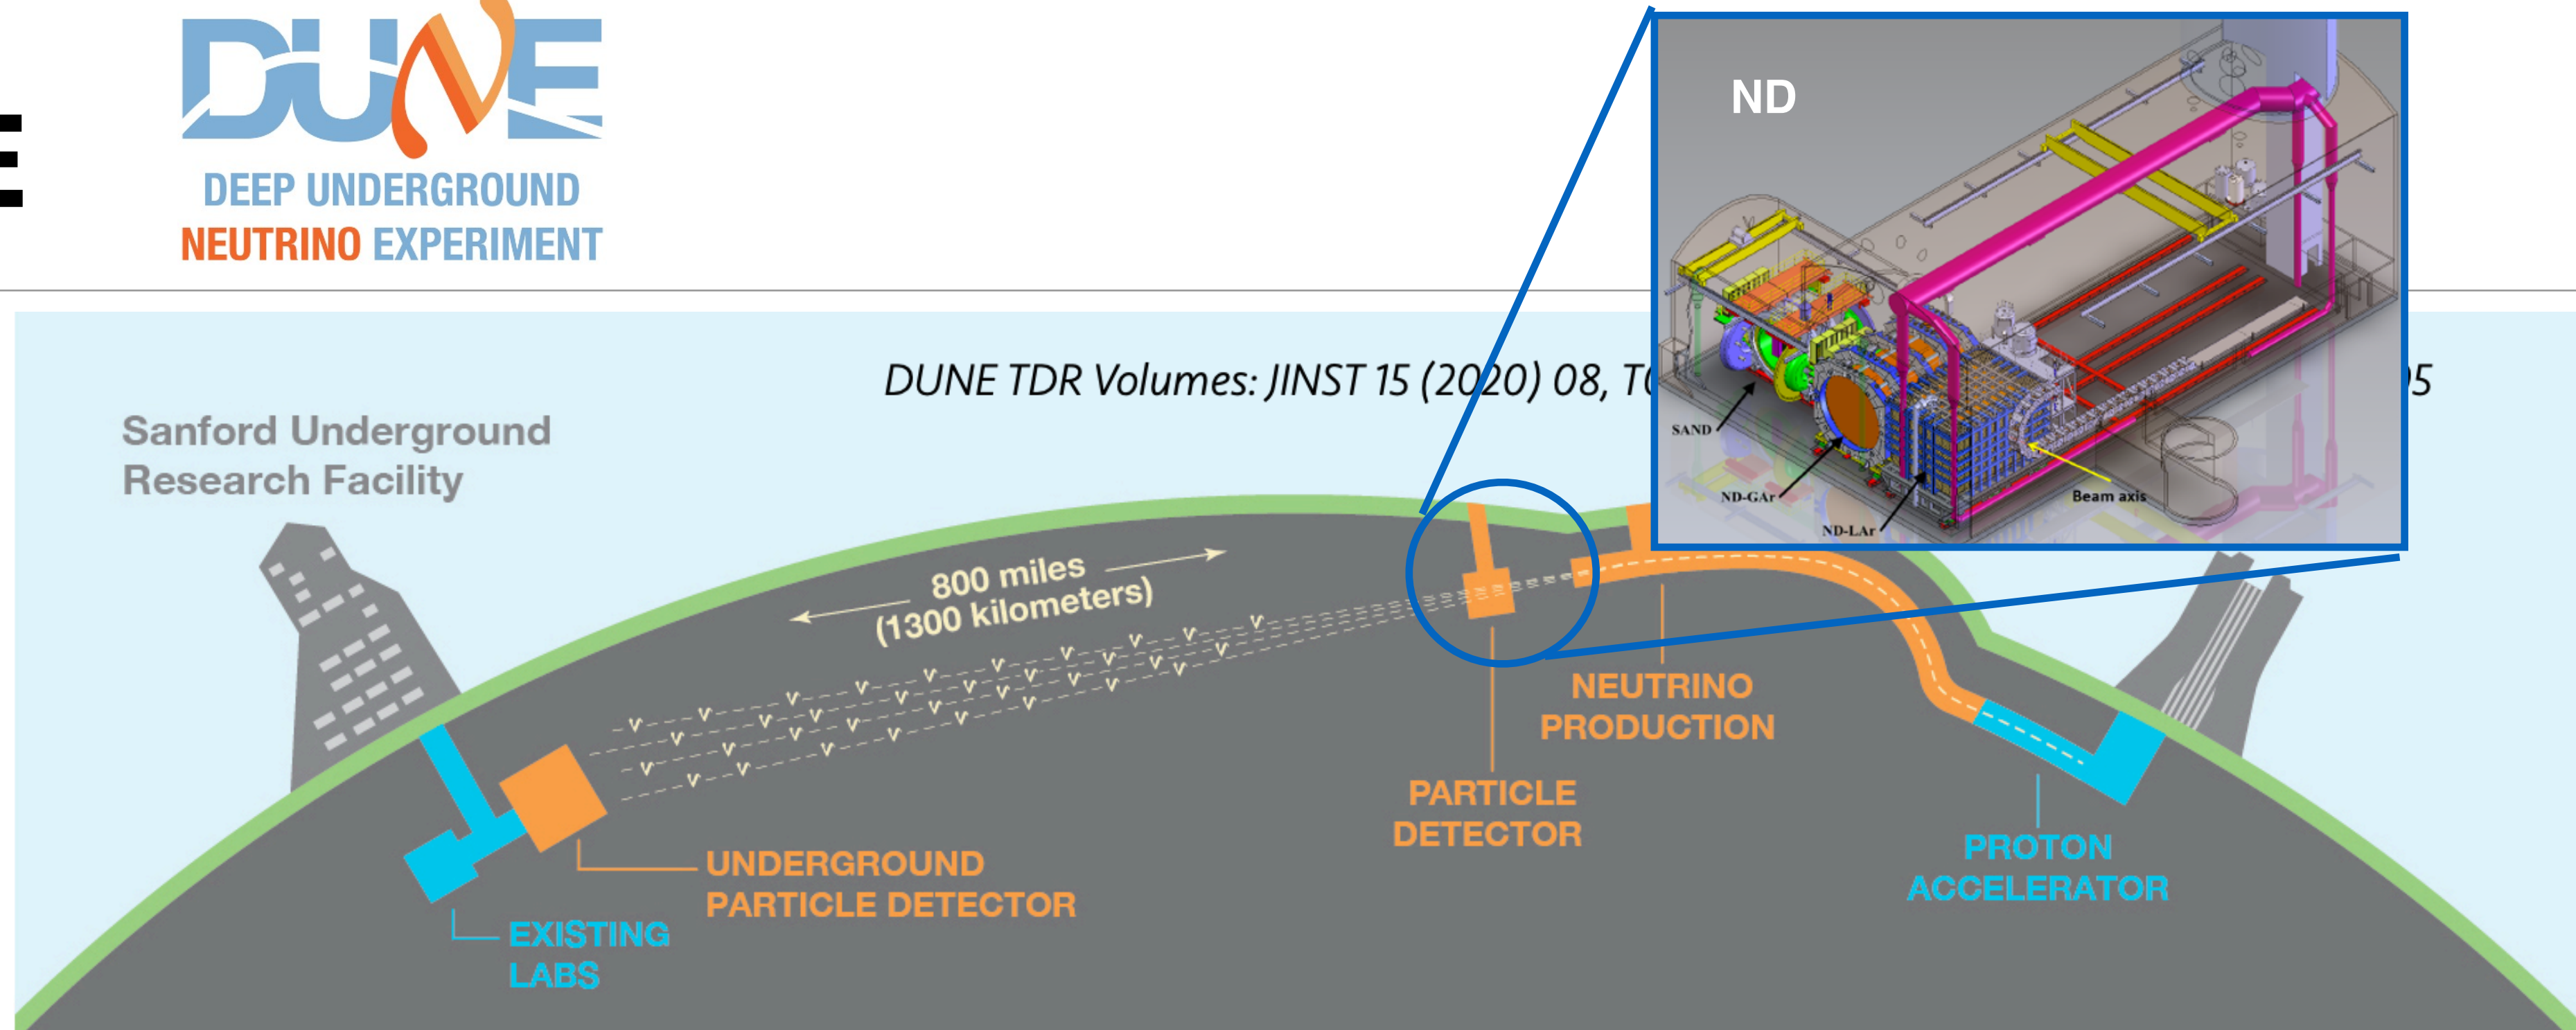 E
DUNE
DEEP UNDERGROUND
NEUTRINO EXPERIMENT
ND
SAND
ND-GAr
ND-LAr
Beam axis
DUNE TDR Volumes: JINST 15 (2020) 08,
Sanford Underground
Research Facility
800 miles
(1300 kilometers)
NEUTRINO
PRODUCTION
PARTICLE
DETECTOR
PROTON
ACCELERATOR
UNDERGROUND
PARTICLE DETECTOR
EXISTING
LABS